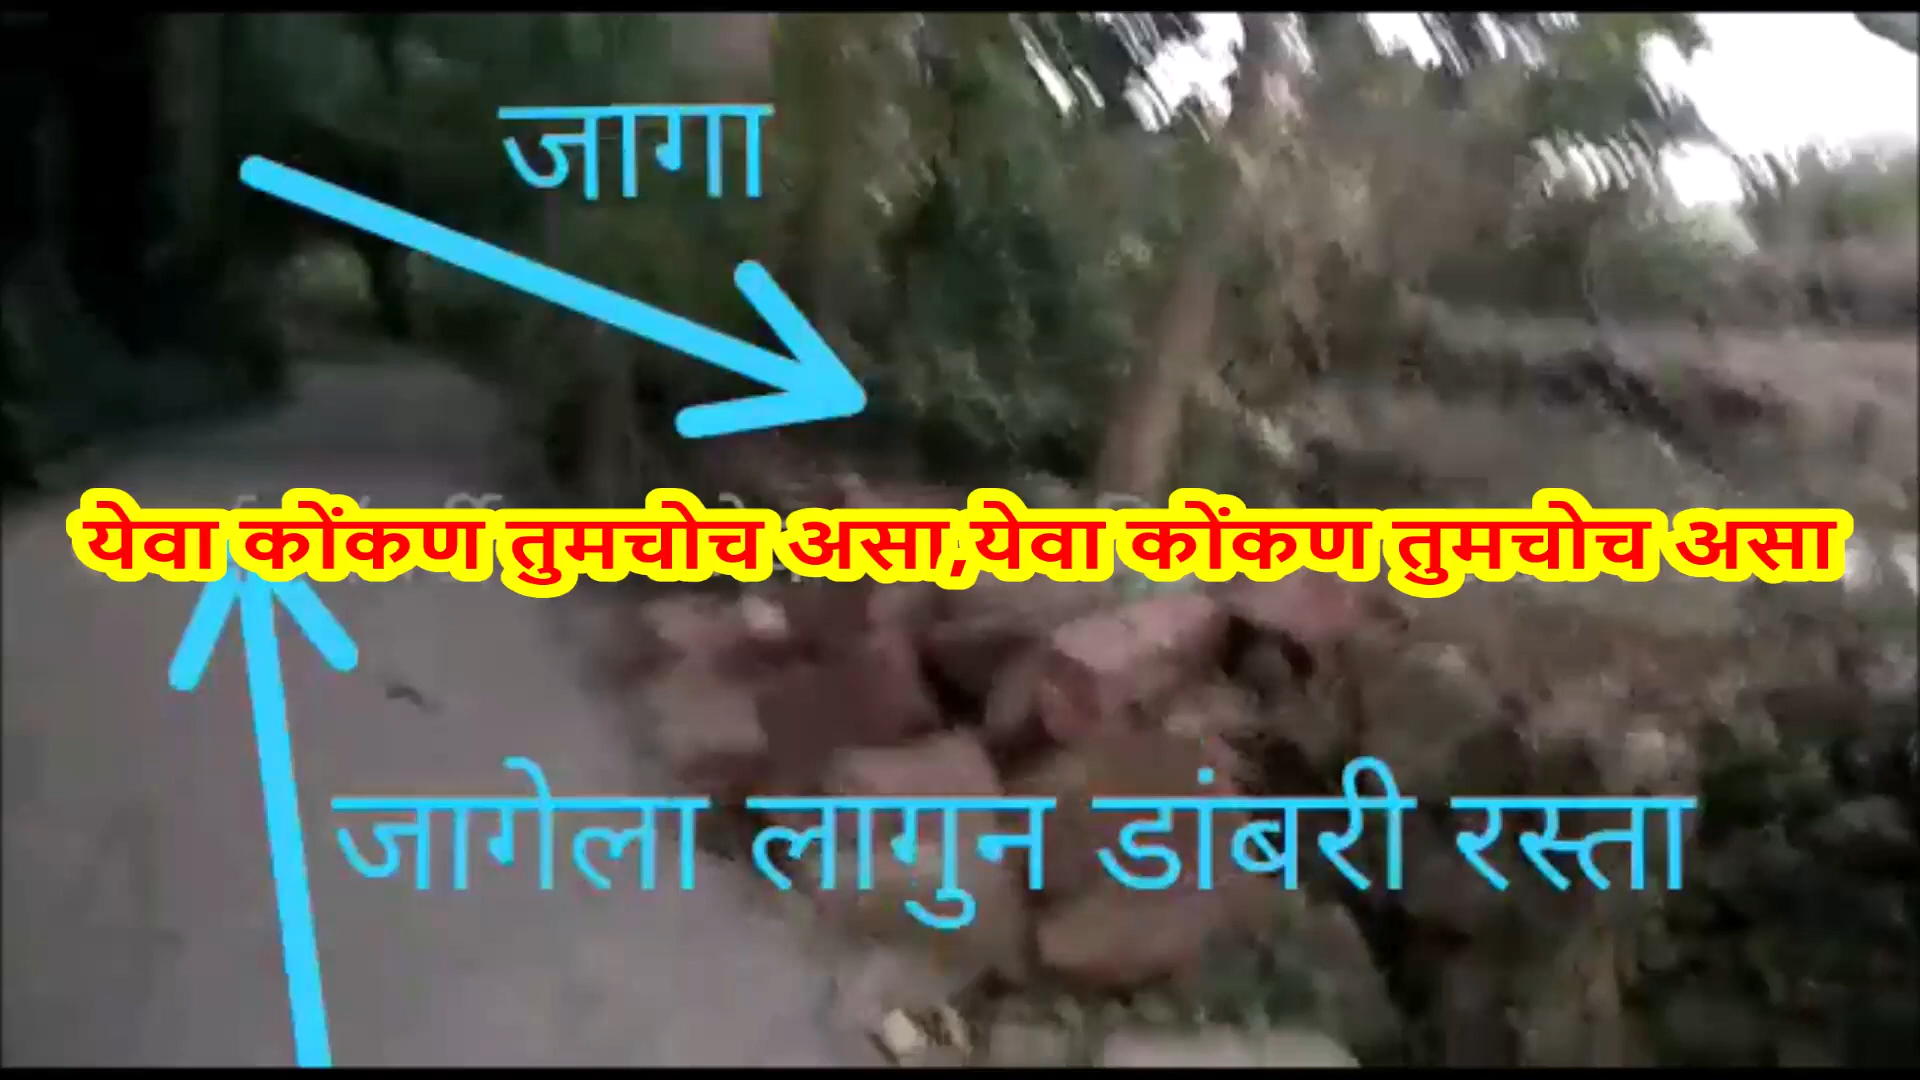 जागा
येवा कोंकण तुमचोच असा,येवा कोंकण तुमचोच असा
जागेला लागुन डांबरी रस्ता